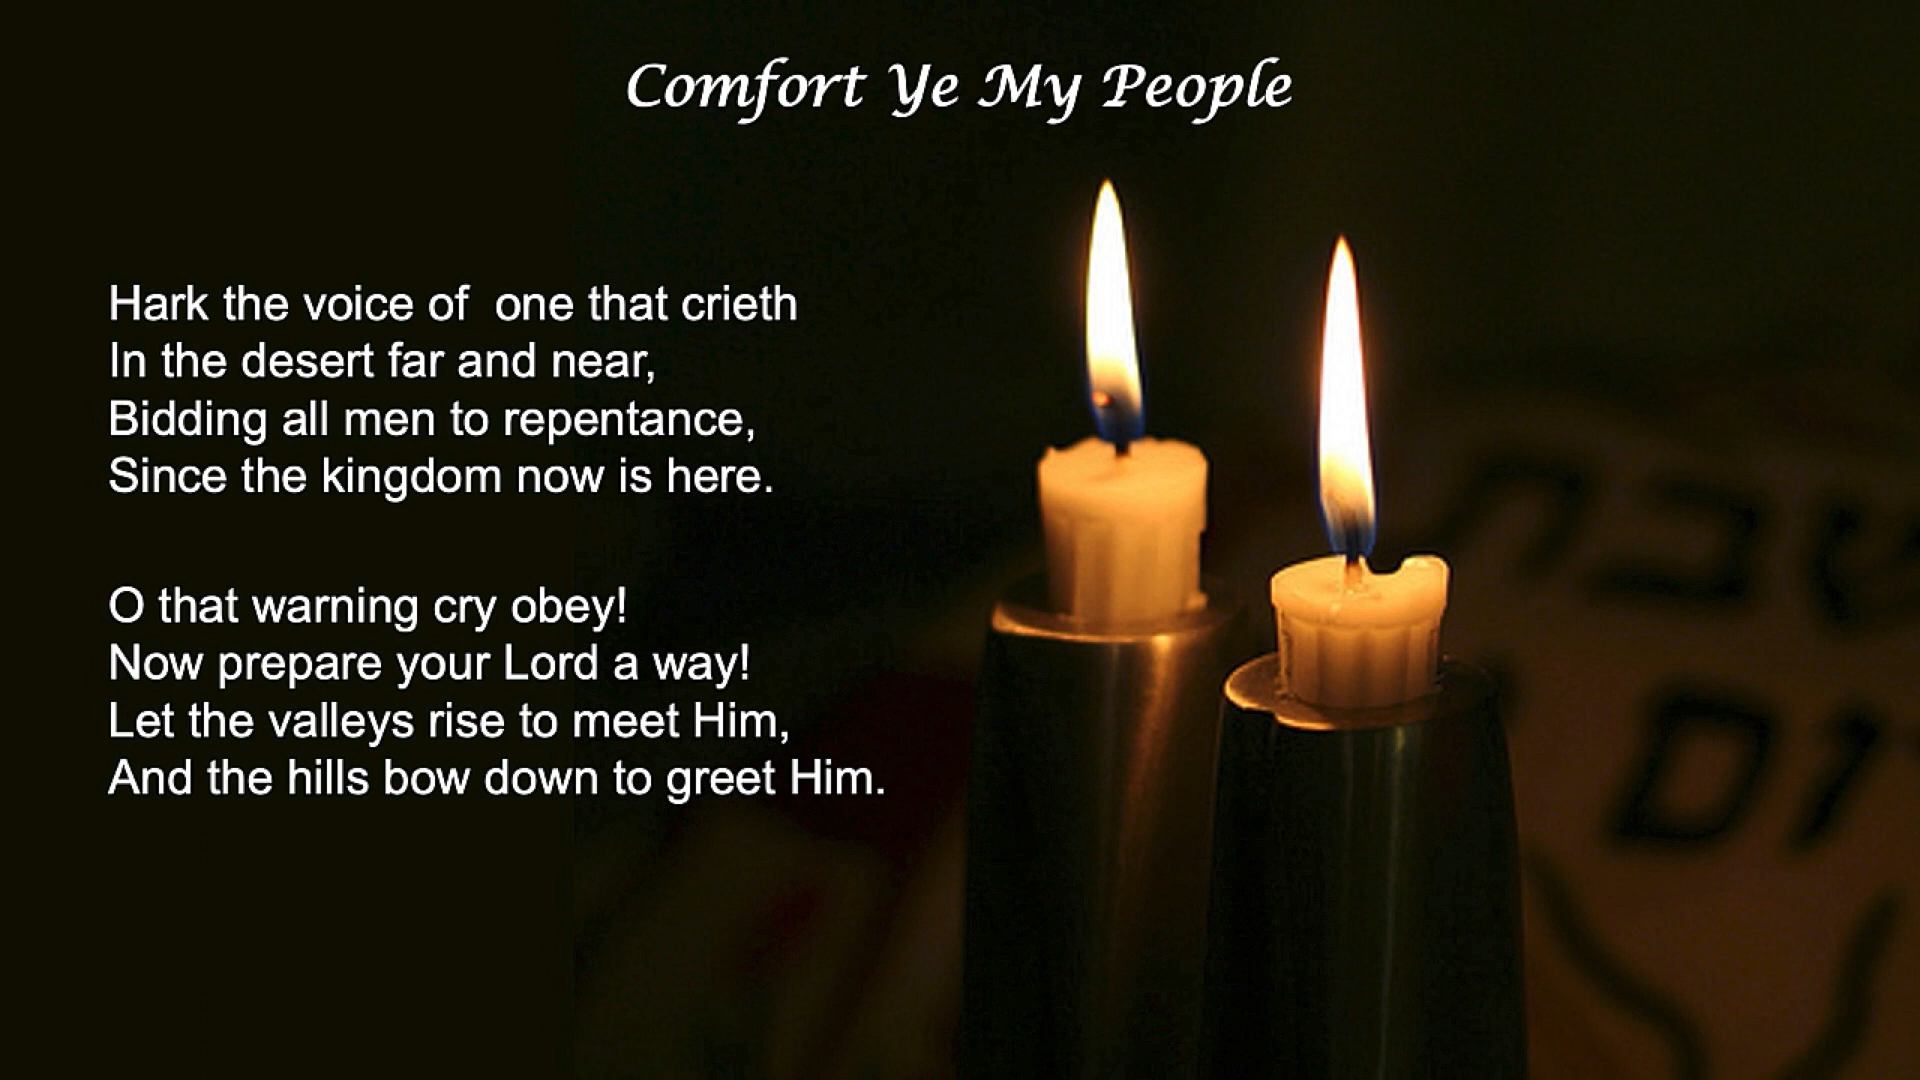 Comfort Ye My People
Hark the voice of  one that crieth
In the desert far and near,
Bidding all men to repentance,
Since the kingdom now is here.
O that warning cry obey!
Now prepare your Lord a way!
Let the valleys rise to meet Him,
And the hills bow down to greet Him.
שבת